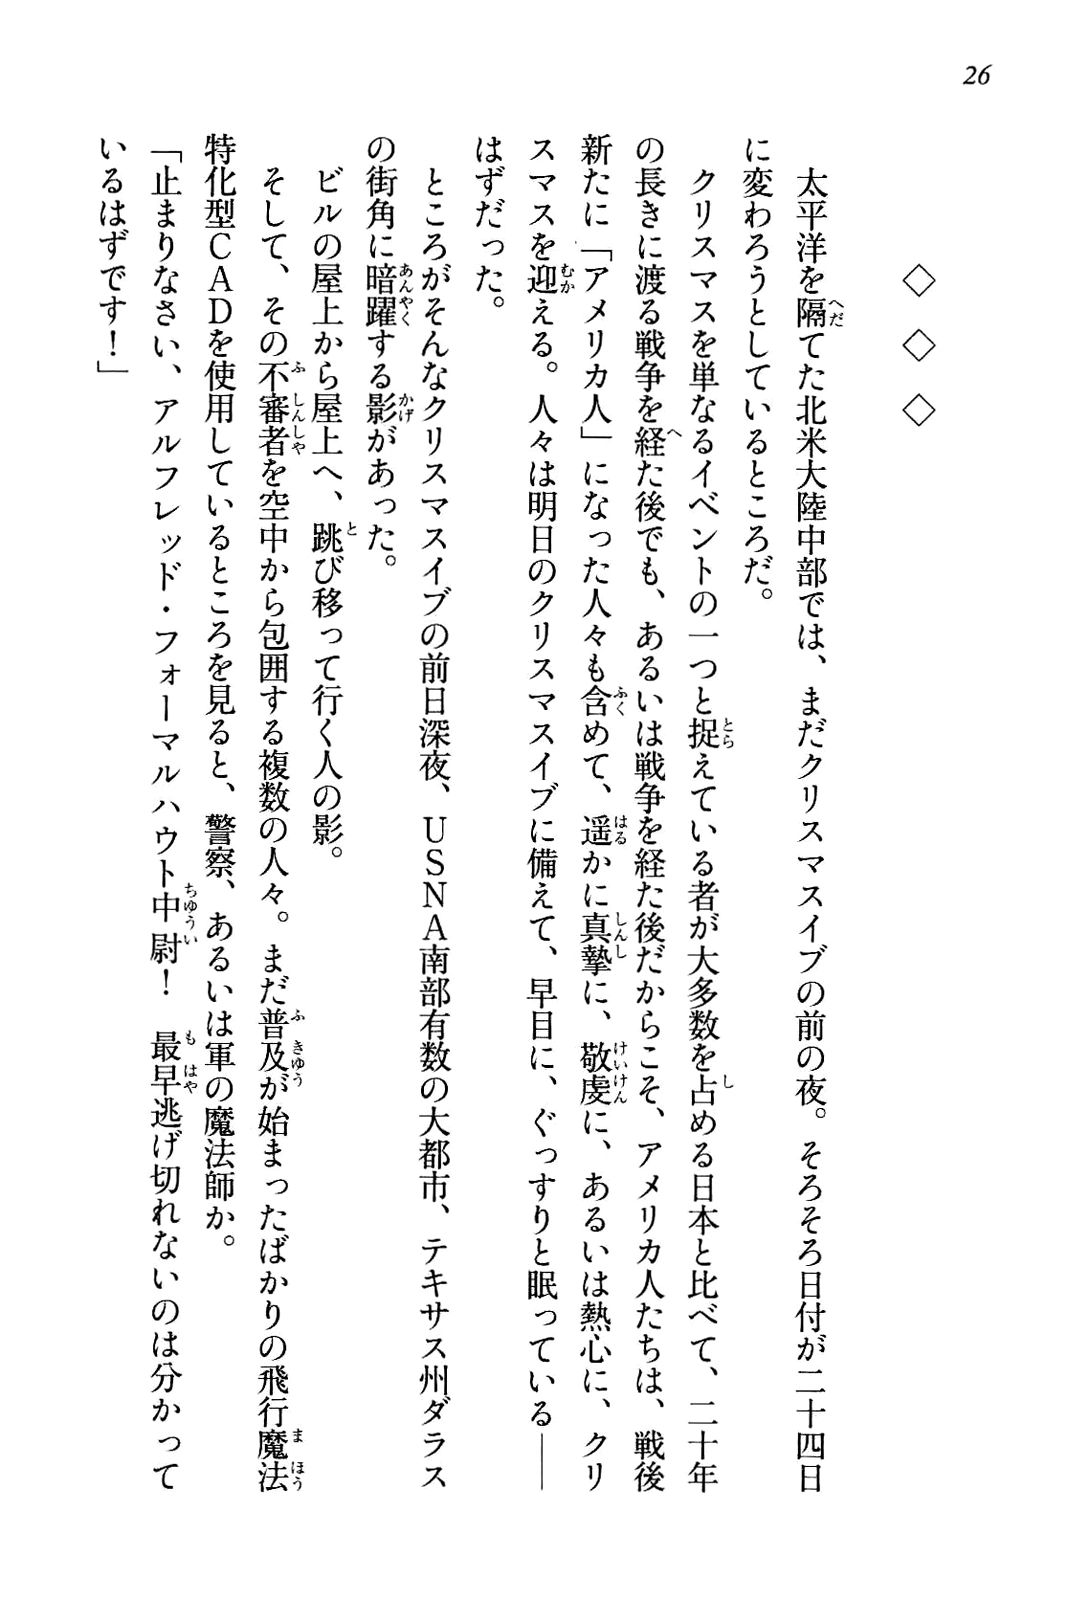 26
◇ ◇ ◇
太平洋を隔てた北米大陸中部では、まだクリスマスイブの前の夜。そろそろ日付が二十四日
に変わろうとしているところだ。
クリスマスを単なるイベントの一つと捉えている者が大多数を占める日本と比べて、二十年
の長きに渡る戦争を経た後でも、あるいは戦争を経た後だからこそ、アメリカ人たちは、戦後
新たに「アメリカ人」になった人々も含めて、遥かに真摯に、敬虔に、あるいは熱心に、クリ
スマスを迎える。人々は明日のクリスマスイブに備えて、早目に、ぐっすりと眠っている――
はずだった。
ところがそんなクリスマスイブの前日深夜、USNA南部有数の大都市、テキサス州ダラス
の街角に暗躍する影があった。
ビルの屋上から屋上へ、跳び移って行く人の影。
そして、その不審者を空中から包囲する複数の人々。まだ普及が始まったばかりの飛行魔法
特化型CADを使用しているところを見ると、警察、あるいは軍の魔法師か。
「止まりなさい、アルフレッド・フォーマルハウト中尉！　最早逃げ切れないのは分かって
いるはずです！」